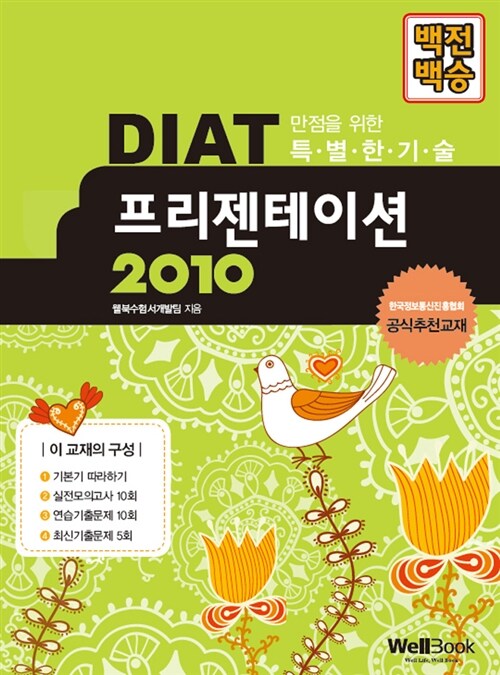 백전
백승
만점을 위한
DIAT 특·별·한·기·술
프리젠테이션
2010
웰북수험서개발팀 지음
한국정보통신진흥협회
공식추천교재
| 이 교재의 구성 |
1 기본기 따라하기
2 실전모의고사 10회
3 연습기출문제 10회
4 최신기출문제 5회
WellBook
Well Life, Well Book